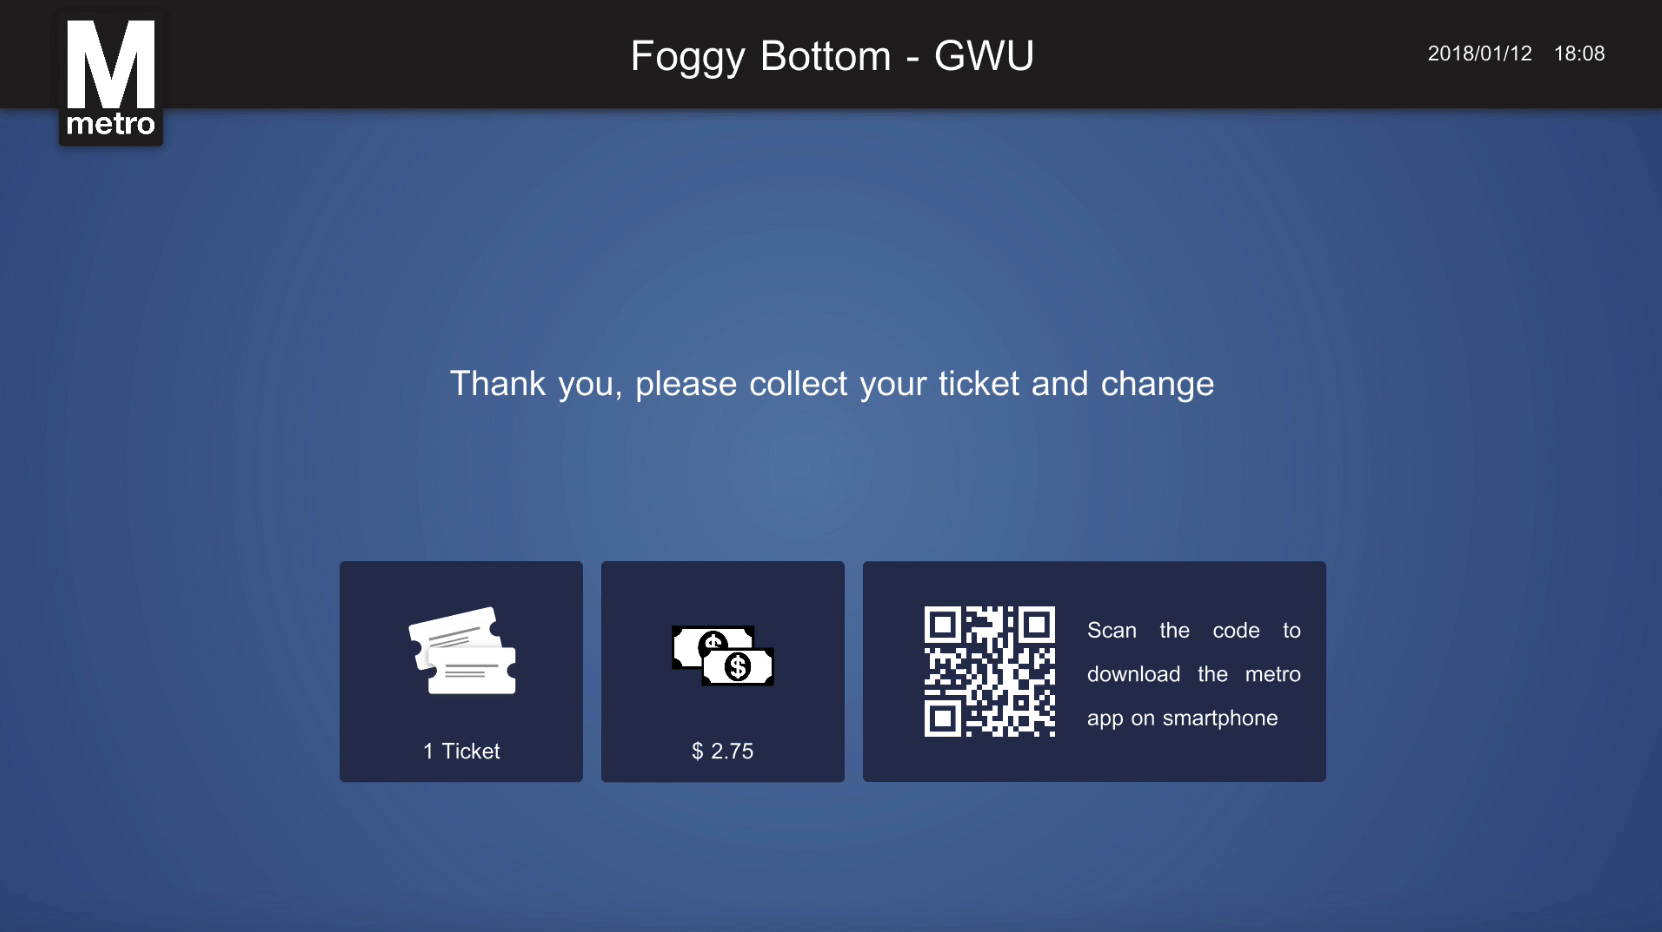 M
metro
Foggy Bottom - GWU
2018/01/12 18:08
Thank you, please collect your ticket and change
1 Ticket
$ 2.75
Scan the code to
download the metro
app on smartphone